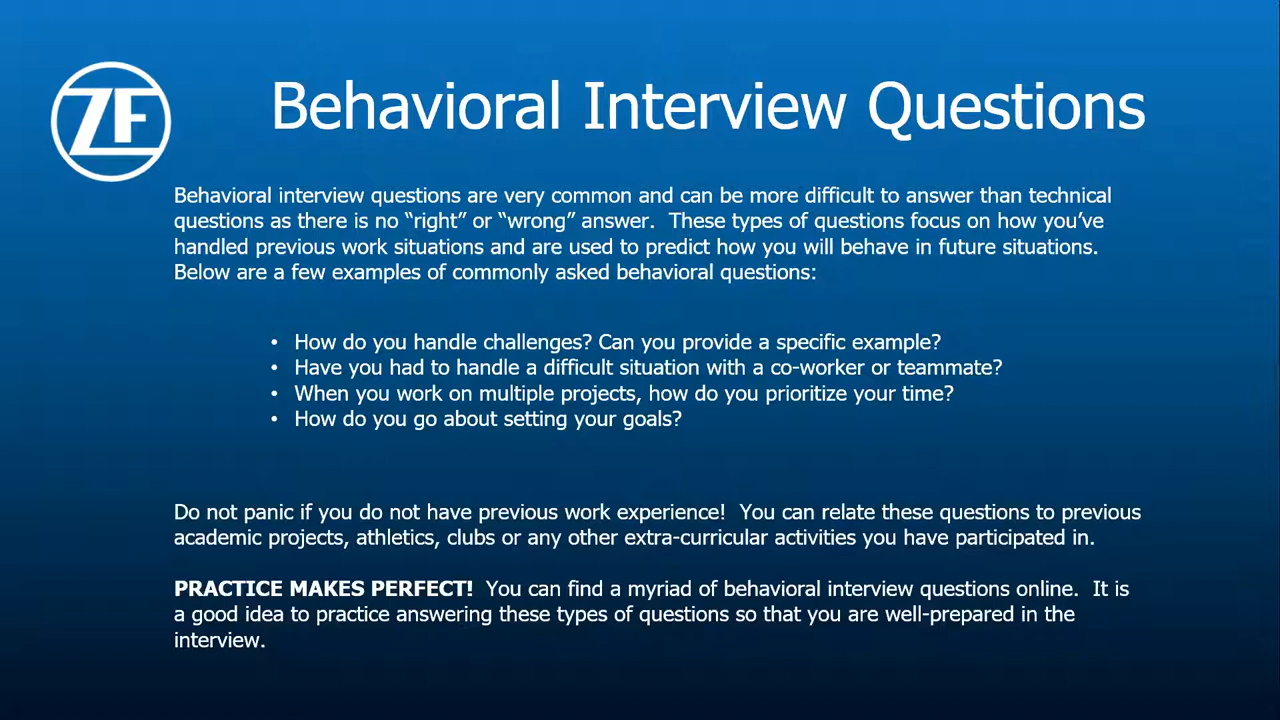 ZF
Behavioral Interview Questions
Behavioral interview questions are very common and can be more difficult to answer than technical
questions as there is no “right” or “wrong” answer.  These types of questions focus on how you’ve
handled previous work situations and are used to predict how you will behave in future situations.
Below are a few examples of commonly asked behavioral questions:
• How do you handle challenges? Can you provide a specific example?
• Have you had to handle a difficult situation with a co-worker or teammate?
• When you work on multiple projects, how do you prioritize your time?
• How do you go about setting your goals?
Do not panic if you do not have previous work experience!  You can relate these questions to previous
academic projects, athletics, clubs or any other extra-curricular activities you have participated in.
PRACTICE MAKES PERFECT!  You can find a myriad of behavioral interview questions online.  It is
a good idea to practice answering these types of questions so that you are well-prepared in the
interview.